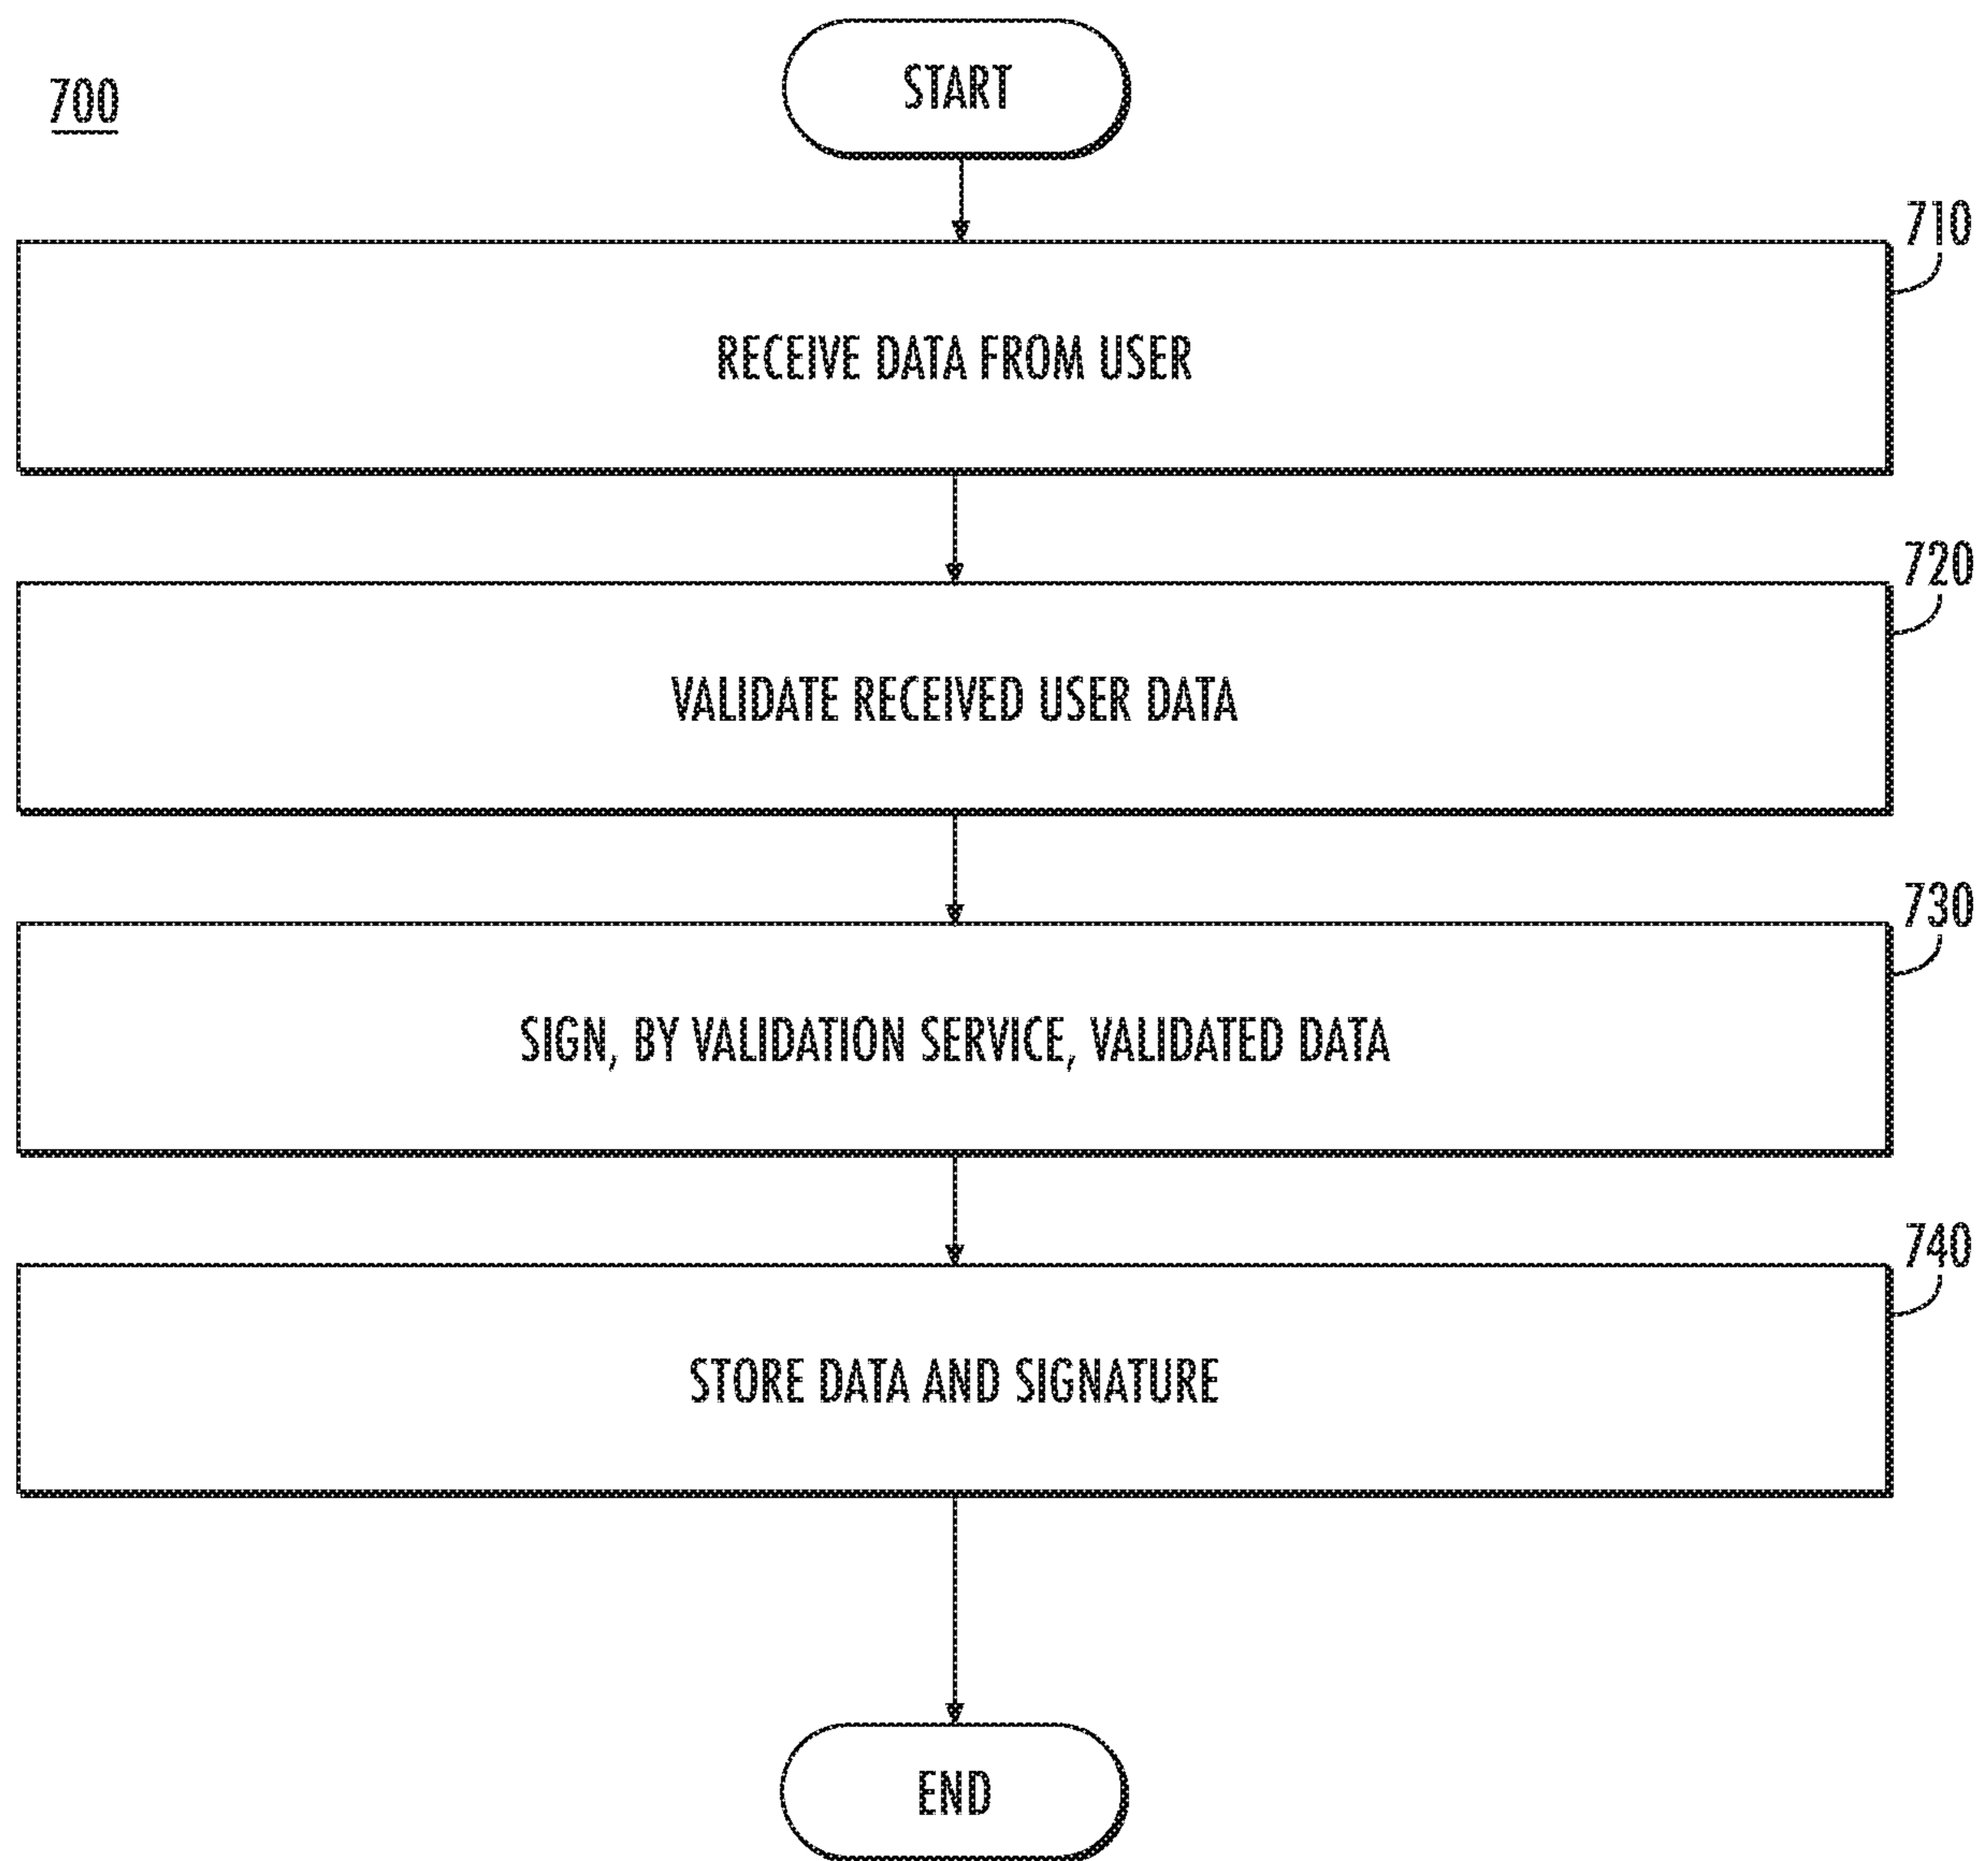 700
START
710
RECEIVE DATA FROM USER
720
VALIDATE RECEIVED USER DATA
730
SIGN, BY VALIDATION SERVICE, VALIDATED DATA
740
STORE DATA AND SIGNATURE
END